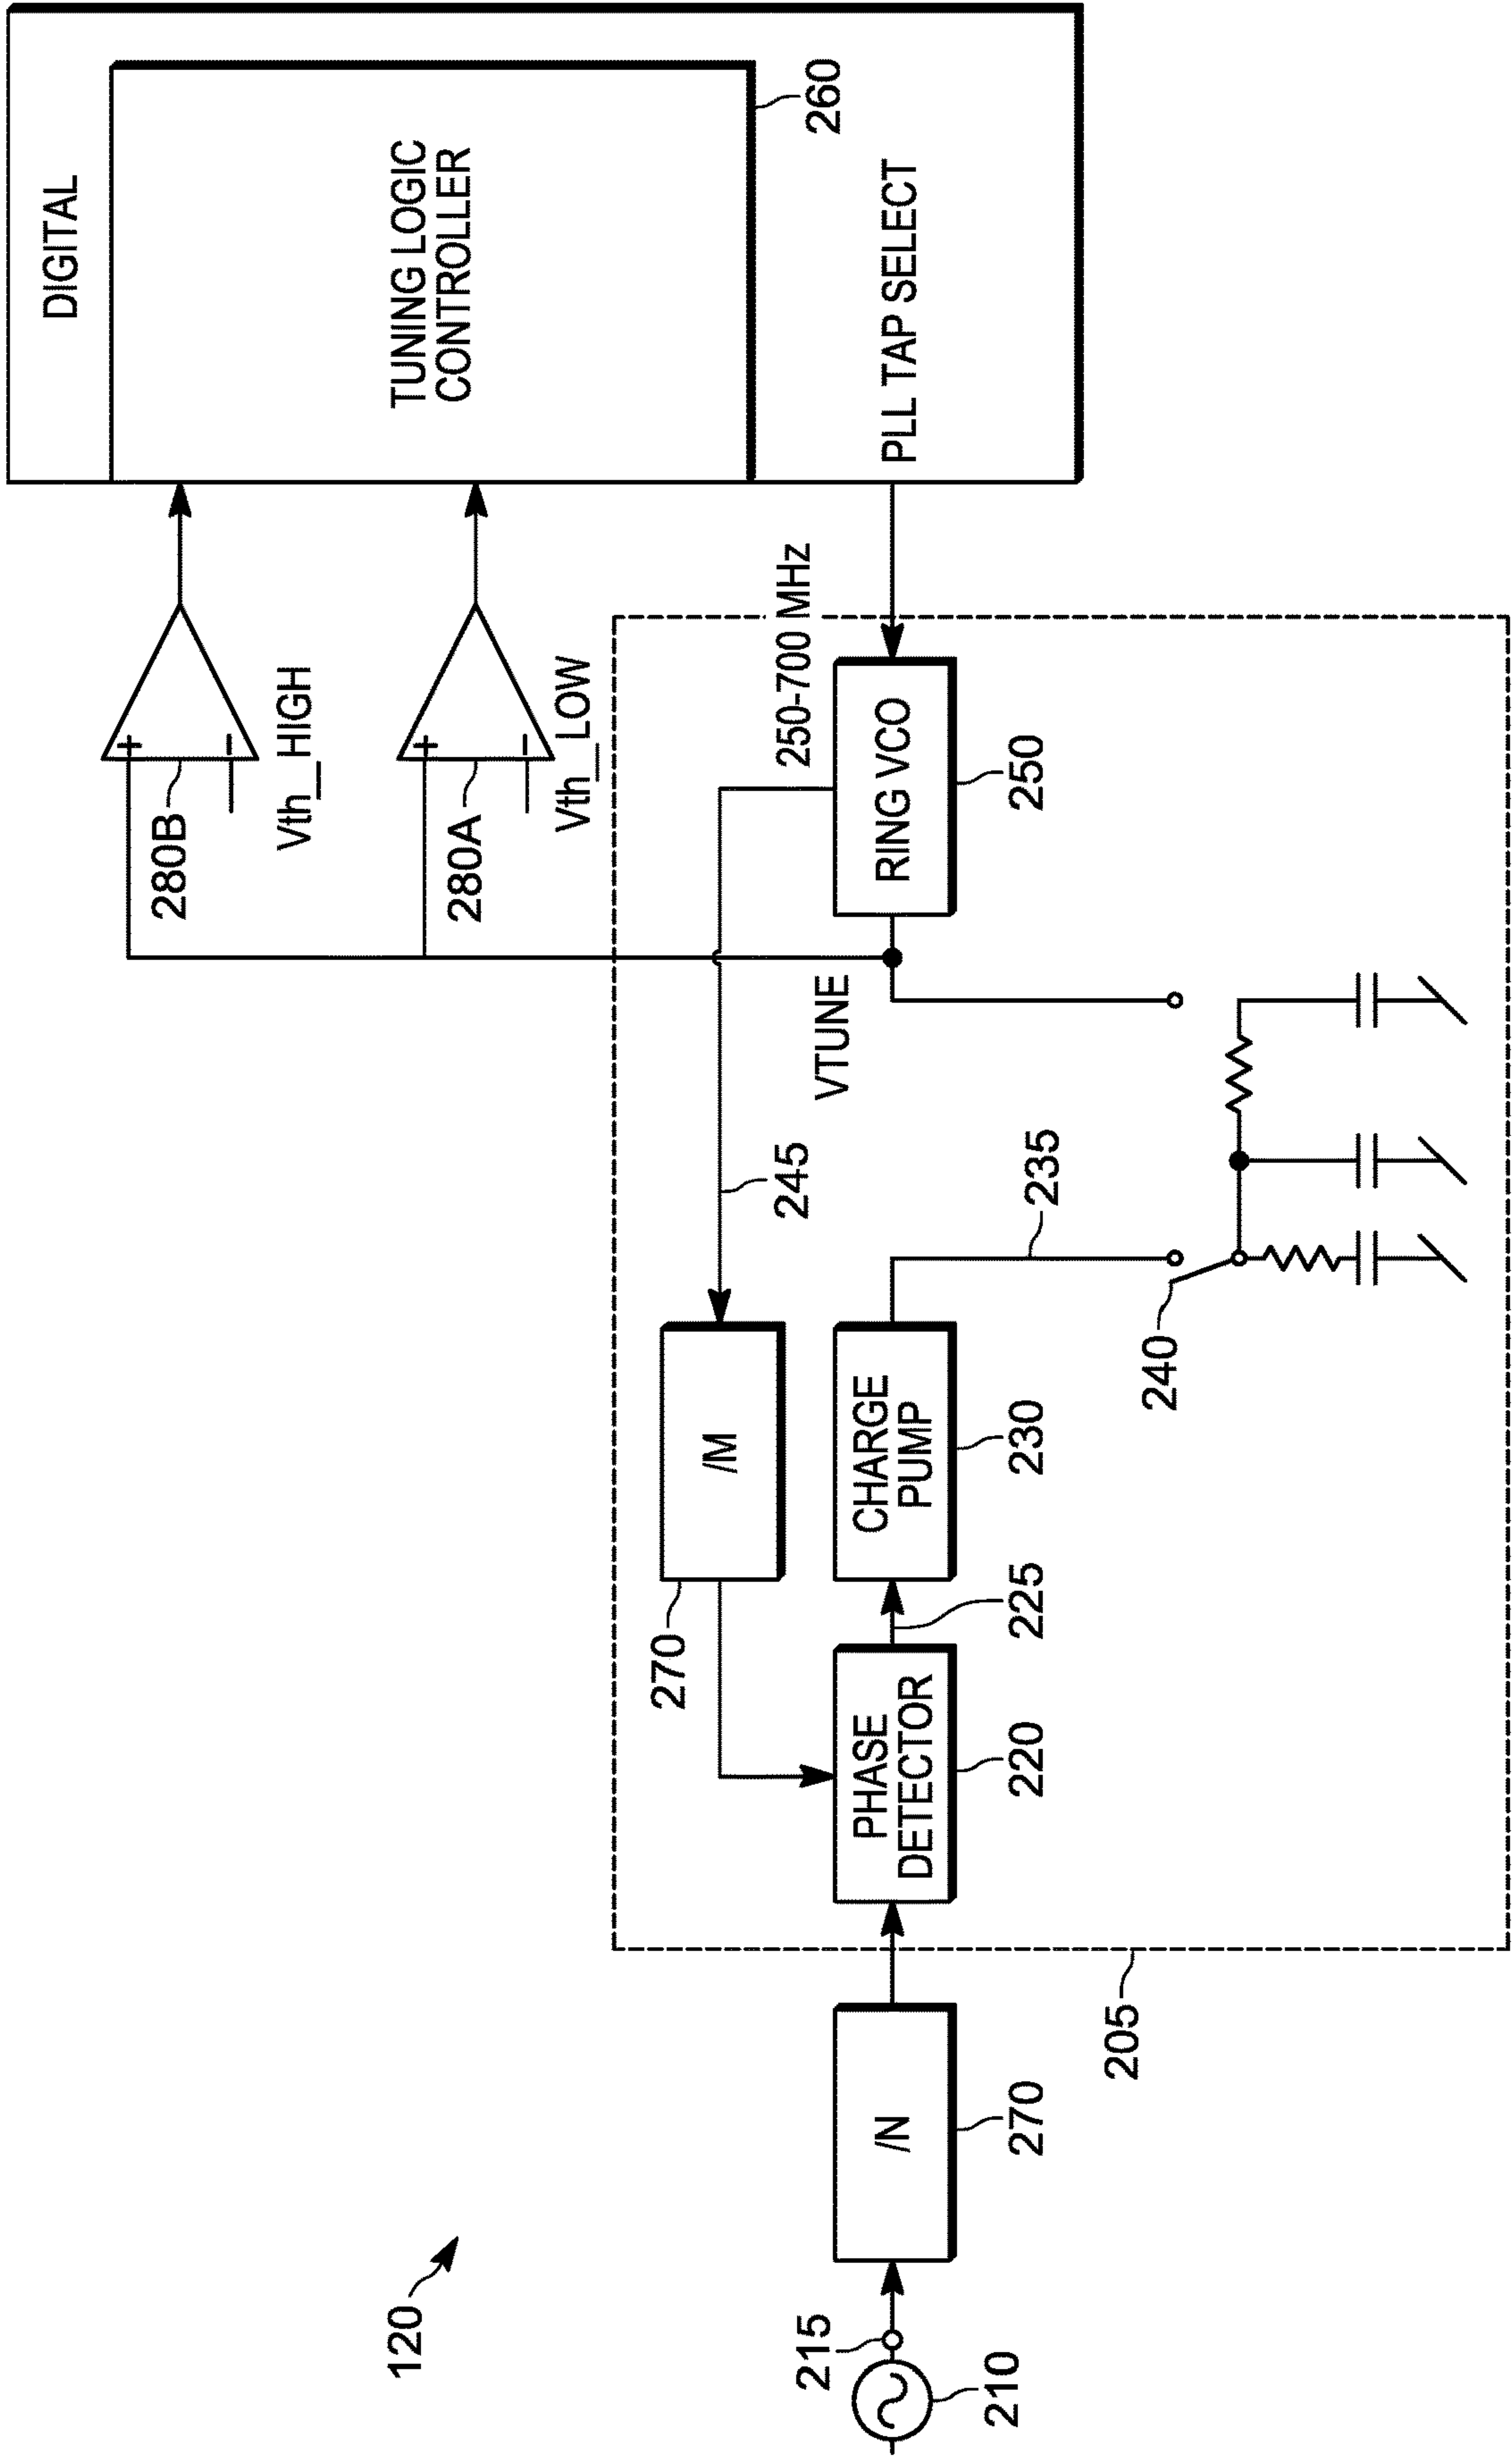 120
DIGITAL
TUNING LOGIC
CONTROLLER
260
PLL TAP SELECT
280B
+
−
Vth_HIGH
280A
+
−
Vth_LOW
250-700 MHz
245
/M
270
VTUNE
RING VCO
250
215
210
/N
270
PHASE
DETECTOR
220
225
CHARGE
PUMP
230
235
240
205